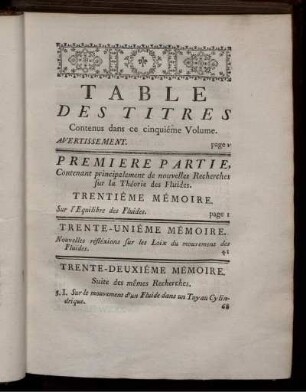 TABLE
DES TITRES
Contenus dans ce cinquiéme Volume.
AVERTISSEMENT. page v
PREMIERE PARTIE,
Contenant principalement de nouvelles Recherches
sur la Théorie des Fluides.
TRENTIÉME MÉMOIRE.
Sur l'Equilibre des Fluides. page 1
TRENTE-UNIÉME MÉMOIRE.
Nouvelles réfléxions sur les Loix du mouvement des
Fluides. 41
TRENTE-DEUXIÉME MÉMOIRE.
Suite des mêmes Recherches.
§. I. Sur le mouvement d'un Fluide dans un Tuyau Cylin-
drique. 68